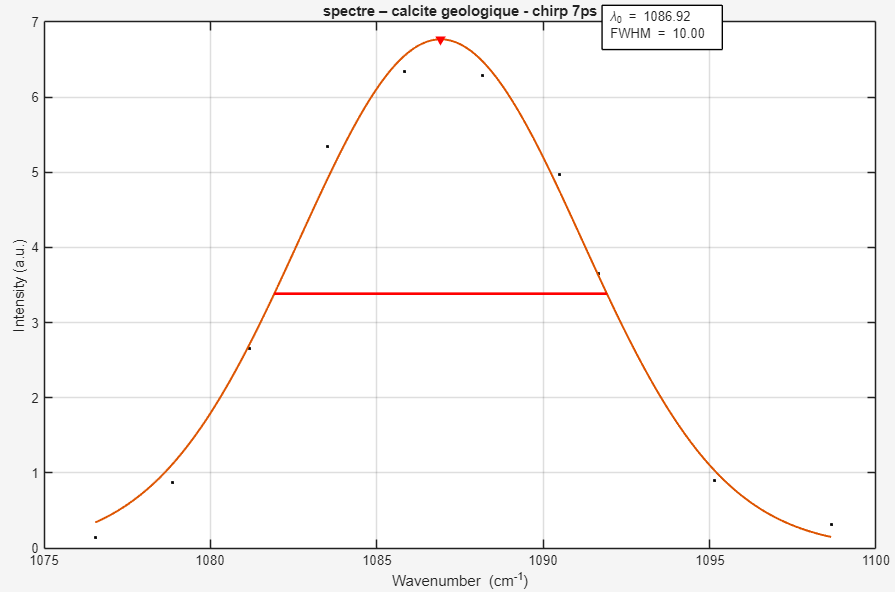 spectre – calcite geologique - chirp 7ps
λ₀ = 1086.92
FWHM = 10.00
7
6
5
4
3
2
1
0
Intensity (a.u.)
1075 1080 1085 1090 1095 1100
Wavenumber (cm⁻¹)